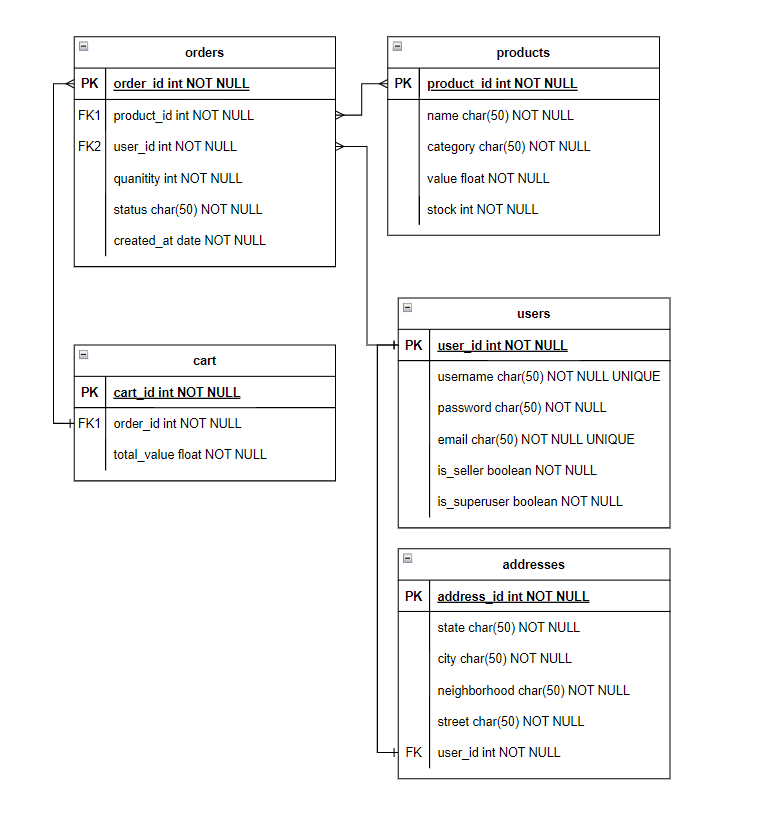 orders
PK order_id int NOT NULL
FK1 product_id int NOT NULL
FK2 user_id int NOT NULL
quanitity int NOT NULL
status char(50) NOT NULL
created_at date NOT NULL
products
PK product_id int NOT NULL
name char(50) NOT NULL
category char(50) NOT NULL
value float NOT NULL
stock int NOT NULL
cart
PK cart_id int NOT NULL
FK1 order_id int NOT NULL
total_value float NOT NULL
users
PK user_id int NOT NULL
username char(50) NOT NULL UNIQUE
password char(50) NOT NULL
email char(50) NOT NULL UNIQUE
is_seller boolean NOT NULL
is_superuser boolean NOT NULL
addresses
PK address_id int NOT NULL
state char(50) NOT NULL
city char(50) NOT NULL
neighborhood char(50) NOT NULL
street char(50) NOT NULL
FK user_id int NOT NULL